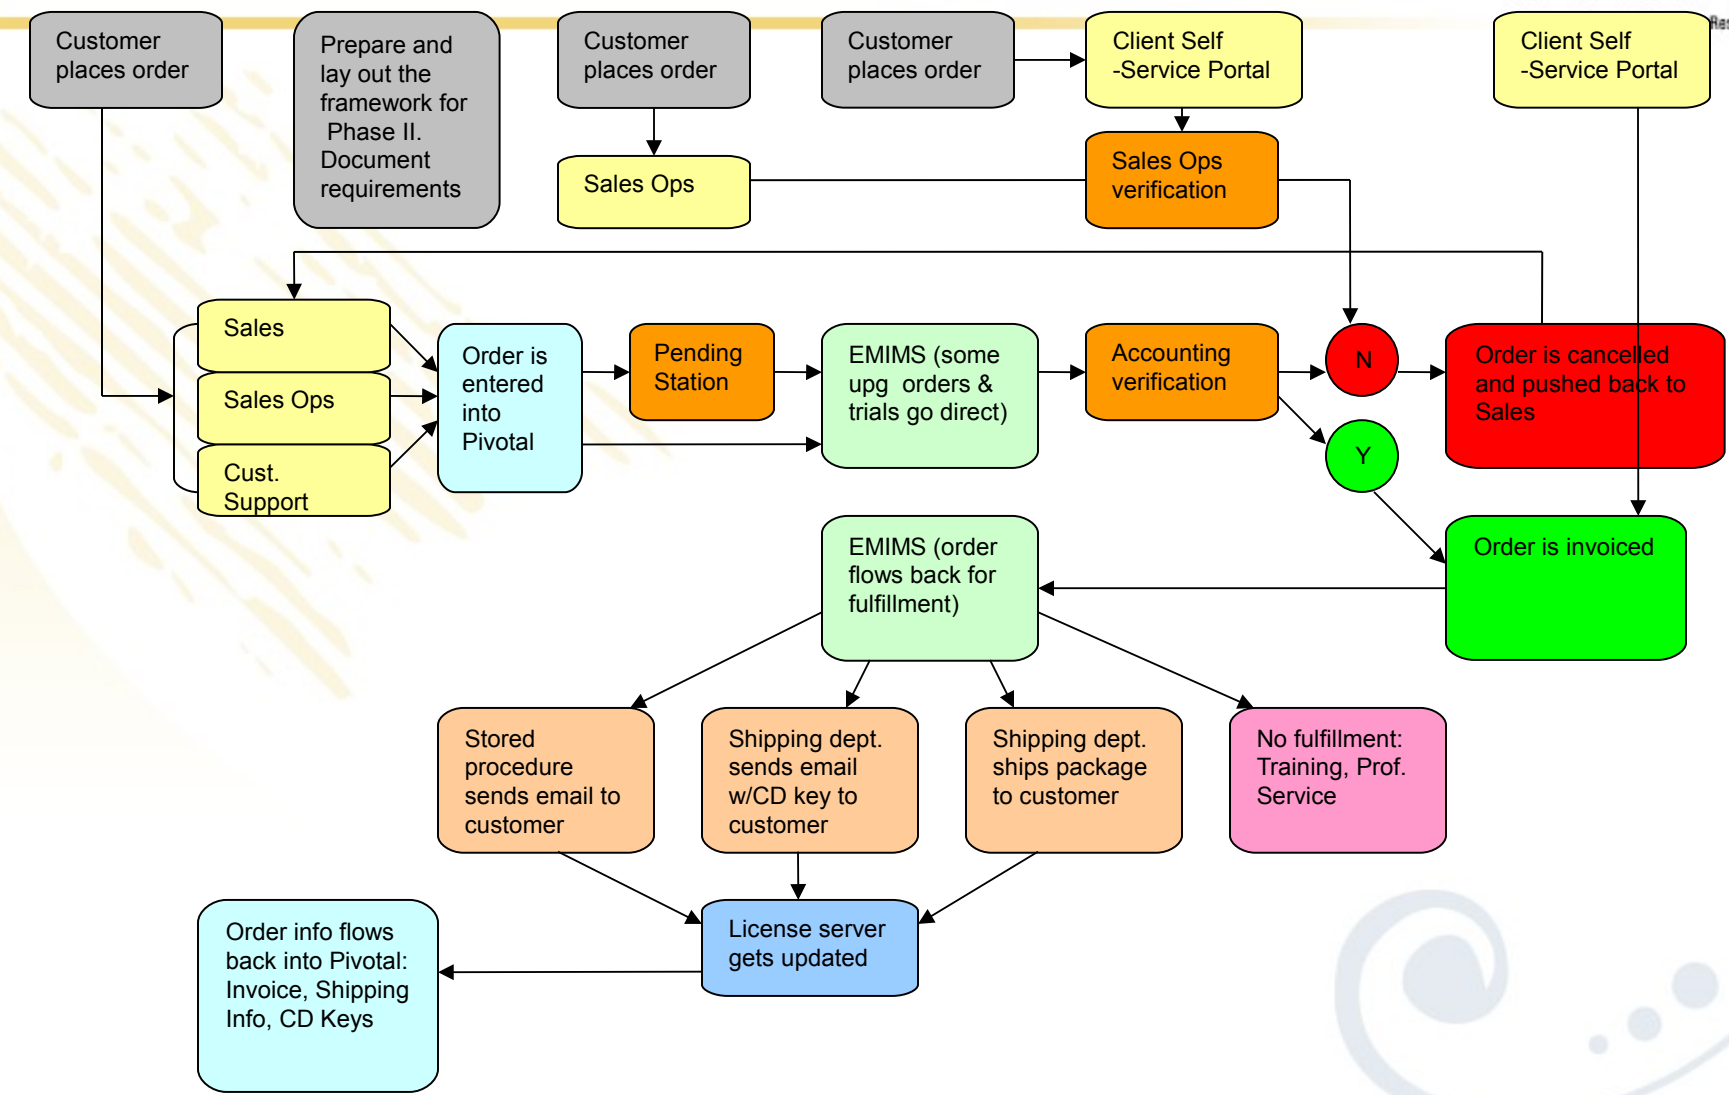 Customer
places order
Prepare and
lay out the
framework for
Phase II.
Document
requirements
Customer
places order
Customer
places order
Client Self
-Service Portal
Client Self
-Service Portal
Sales Ops
Sales Ops
verification
Sales
Sales Ops
Cust.
Support
Order is
entered
into
Pivotal
Pending
Station
EMIMS (some
upg orders &
trials go direct)
Accounting
verification
N
Y
Order is cancelled
and pushed back to
Sales
EMIMS (order
flows back for
fulfillment)
Order is invoiced
Stored
procedure
sends email to
customer
Shipping dept.
sends email
w/CD key to
customer
Shipping dept.
ships package
to customer
No fulfillment:
Training, Prof.
Service
Order info flows
back into Pivotal:
Invoice, Shipping
Info, CD Keys
License server
gets updated